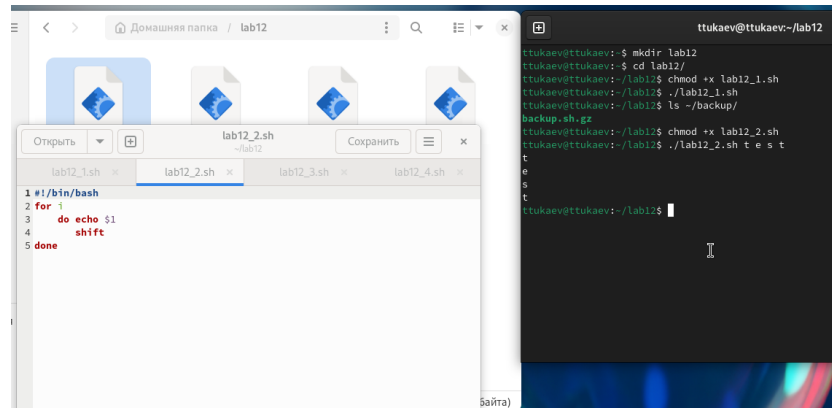 Домашняя папка / lab12
Открыть
lab12_2.sh
~/lab12
Сохранить
lab12_1.sh
lab12_2.sh
lab12_3.sh
lab12_4.sh
1 #!/bin/bash
2 for i
3 do echo $1
4 shift
5 done
байта)
ttukaev@ttukaev:~/lab12
ttukaev@ttukaev:~$ mkdir lab12
ttukaev@ttukaev:~$ cd lab12/
ttukaev@ttukaev:~/lab12$ chmod +x lab12_1.sh
ttukaev@ttukaev:~/lab12$ ./lab12_1.sh
ttukaev@ttukaev:~/lab12$ ls ~/backup/
backup.sh.gz
ttukaev@ttukaev:~/lab12$ chmod +x lab12_2.sh
ttukaev@ttukaev:~/lab12$ ./lab12_2.sh t e s t
t
e
s
t
ttukaev@ttukaev:~/lab12$